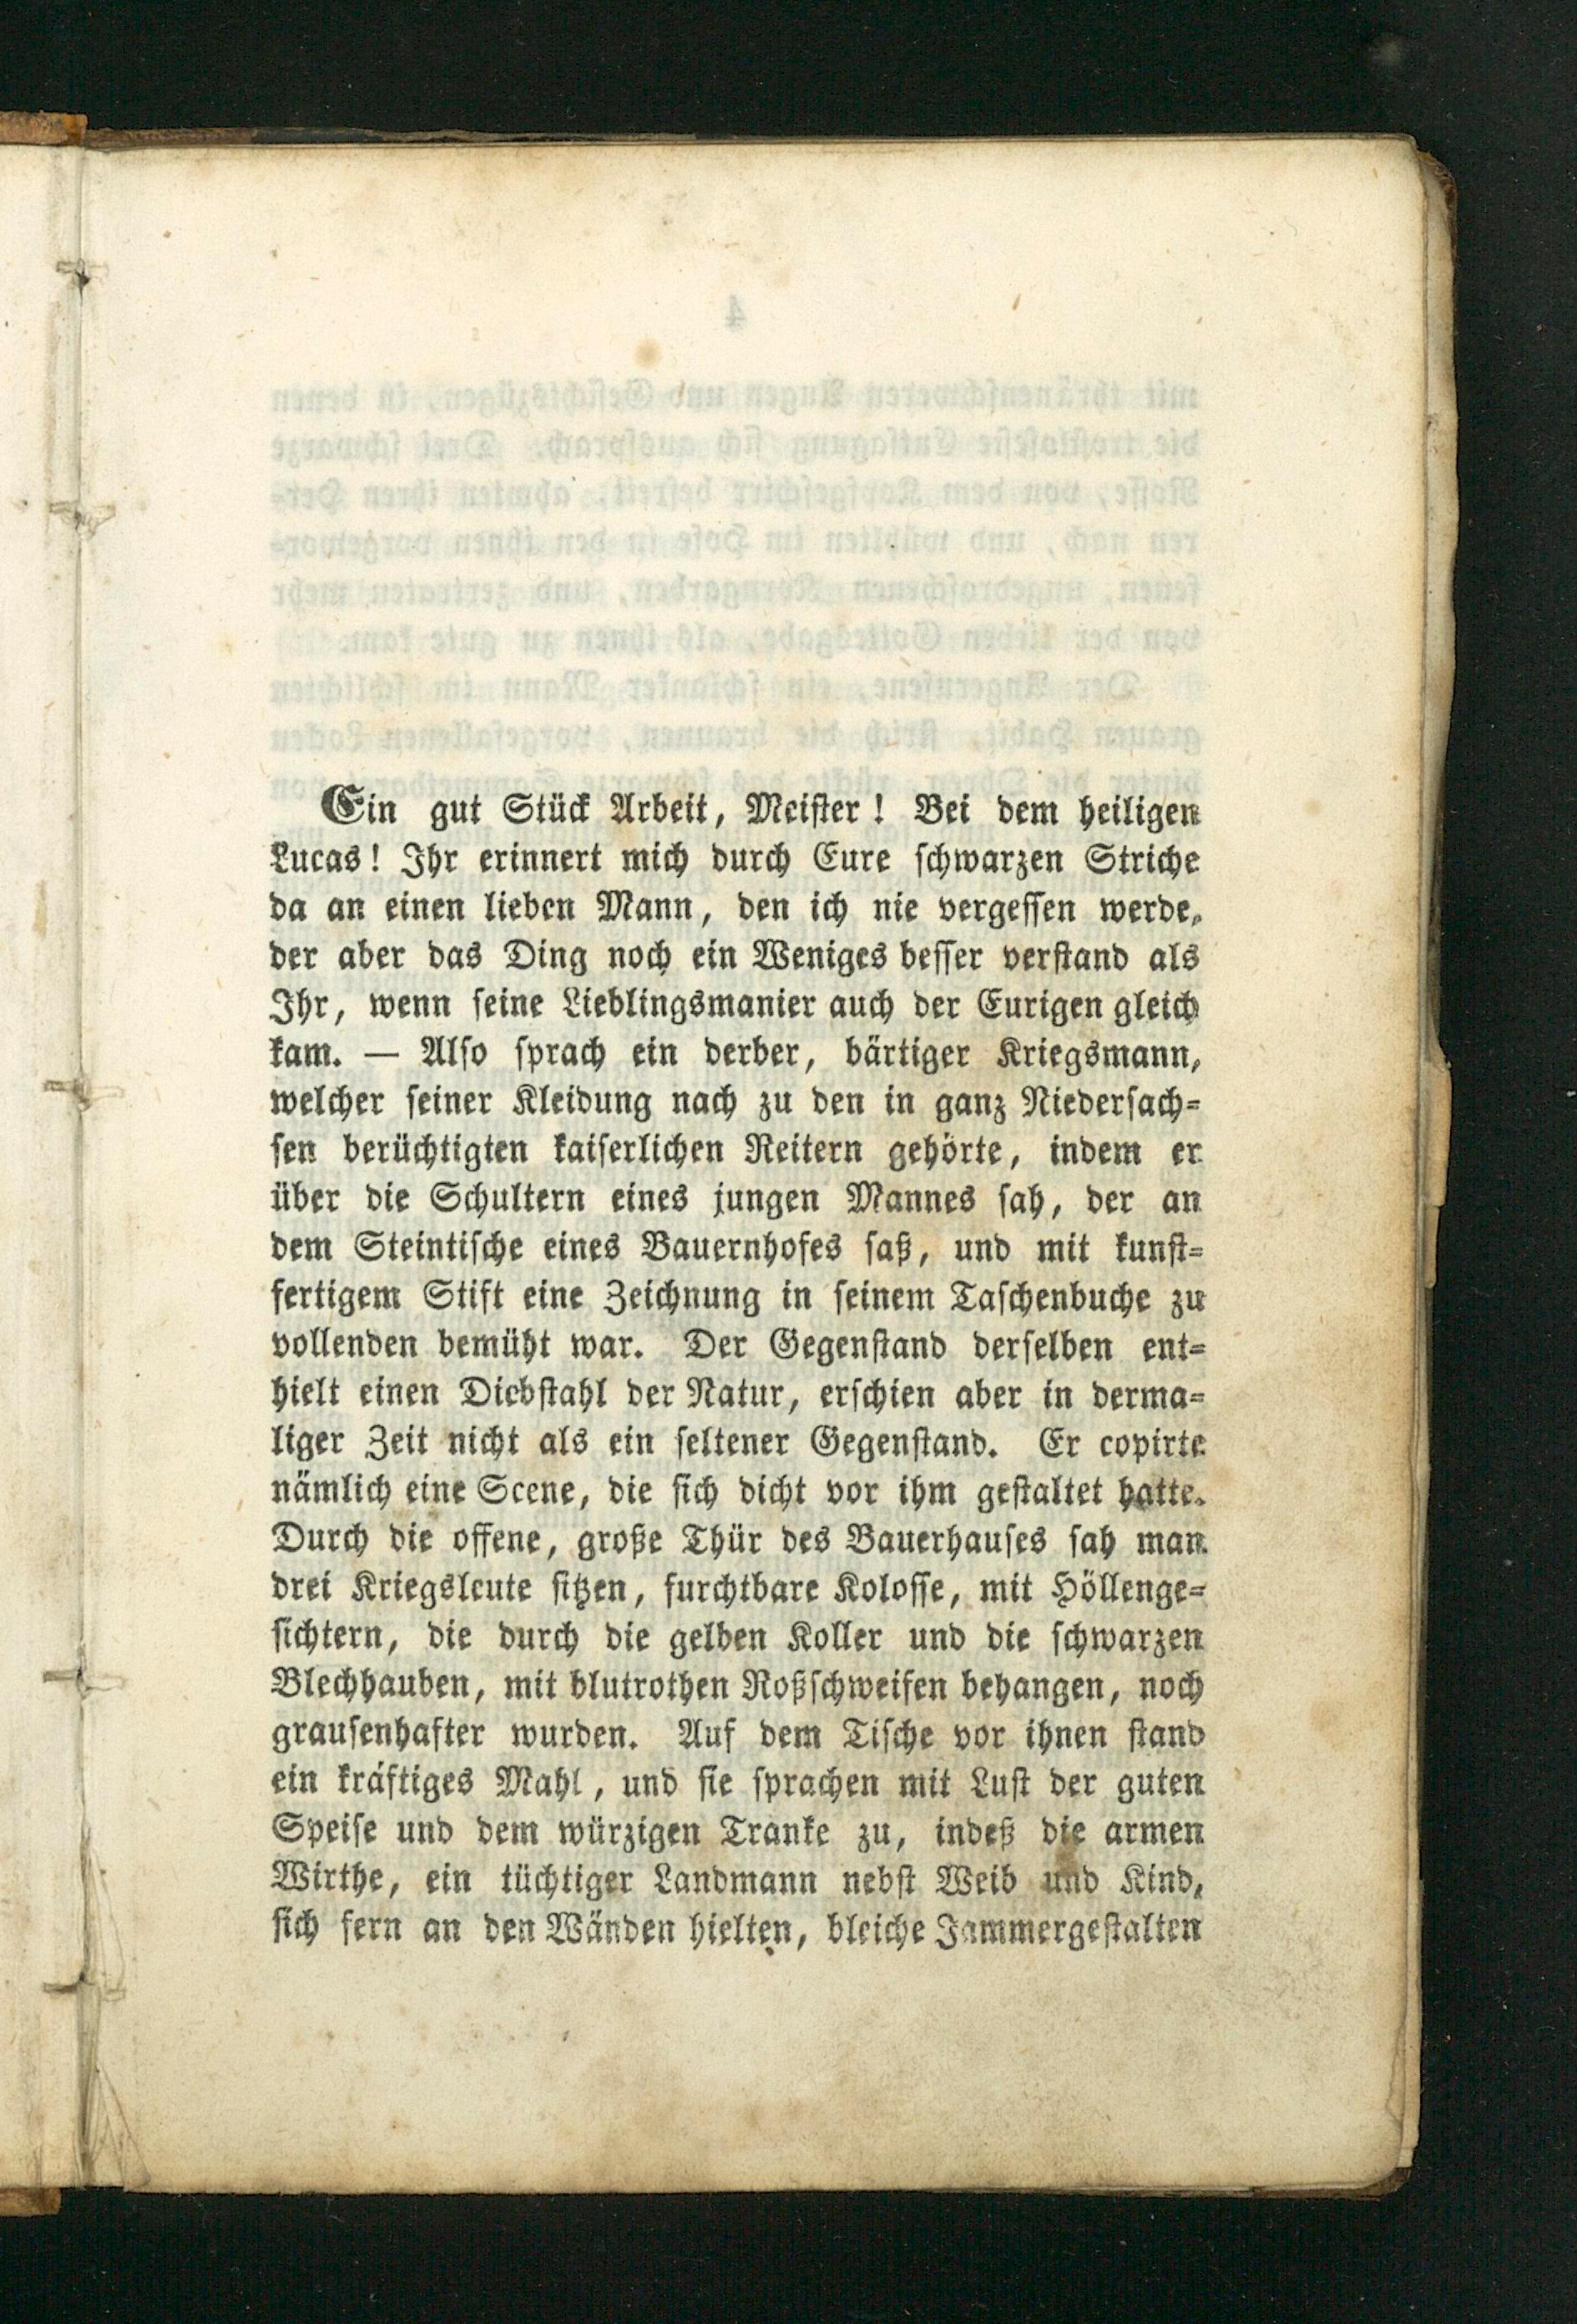 Ein gut Stück Arbeit, Meister! Bei dem heiligen
Lucas! Ihr erinnert mich durch Eure schwarzen Striche
da an einen lieben Mann, den ich nie vergessen werde,
der aber das Ding noch ein Weniges besser verstand als
Ihr, wenn seine Lieblingsmanier auch der Eurigen gleich
kam. — Also sprach ein derber, bärtiger Kriegsmann,
welcher seiner Kleidung nach zu den in ganz Niedersach-
sen berüchtigten kaiserlichen Reitern gehörte, indem er
über die Schultern eines jungen Mannes sah, der an
dem Steintische eines Bauernhofes saß, und mit kunst-
fertigem Stift eine Zeichnung in seinem Taschenbuche zu
vollenden bemüht war. Der Gegenstand derselben ent-
hielt einen Diebstahl der Natur, erschien aber in derma-
liger Zeit nicht als ein seltener Gegenstand. Er copirte
nämlich eine Scene, die sich dicht vor ihm gestaltet hatte.
Durch die offene, große Thür des Bauerhauses sah man
drei Kriegsleute sitzen, furchtbare Kolosse, mit Höllenge-
sichtern, die durch die gelben Koller und die schwarzen
Blechhauben, mit blutrothen Roßschweifen behangen, noch
grausenhafter wurden. Auf dem Tische vor ihnen stand
ein kräftiges Mahl, und sie sprachen mit Lust der guten
Speise und dem würzigen Tranke zu, indeß die armen
Wirthe, ein tüchtiger Landmann nebst Weib und Kind,
sich fern an den Wänden hielten, bleiche Jammergestalten